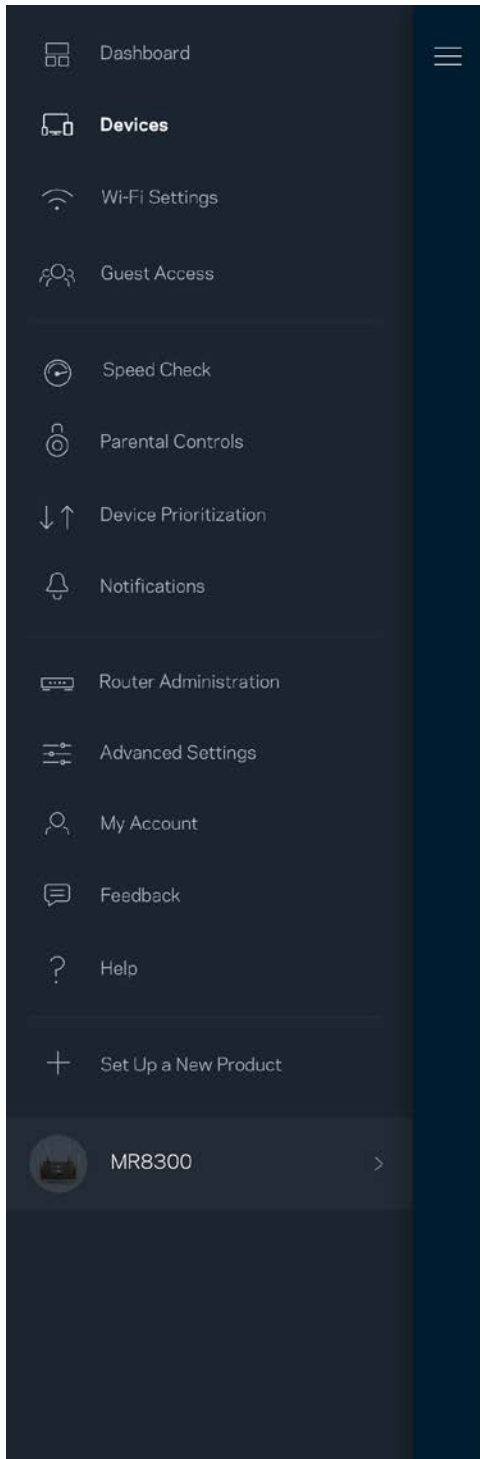 Dashboard
Devices
Wi-Fi Settings
Guest Access
Speed Check
Parental Controls
Device Prioritization
Notifications
Router Administration
Advanced Settings
My Account
Feedback
Help
Set Up a New Product
MR8300